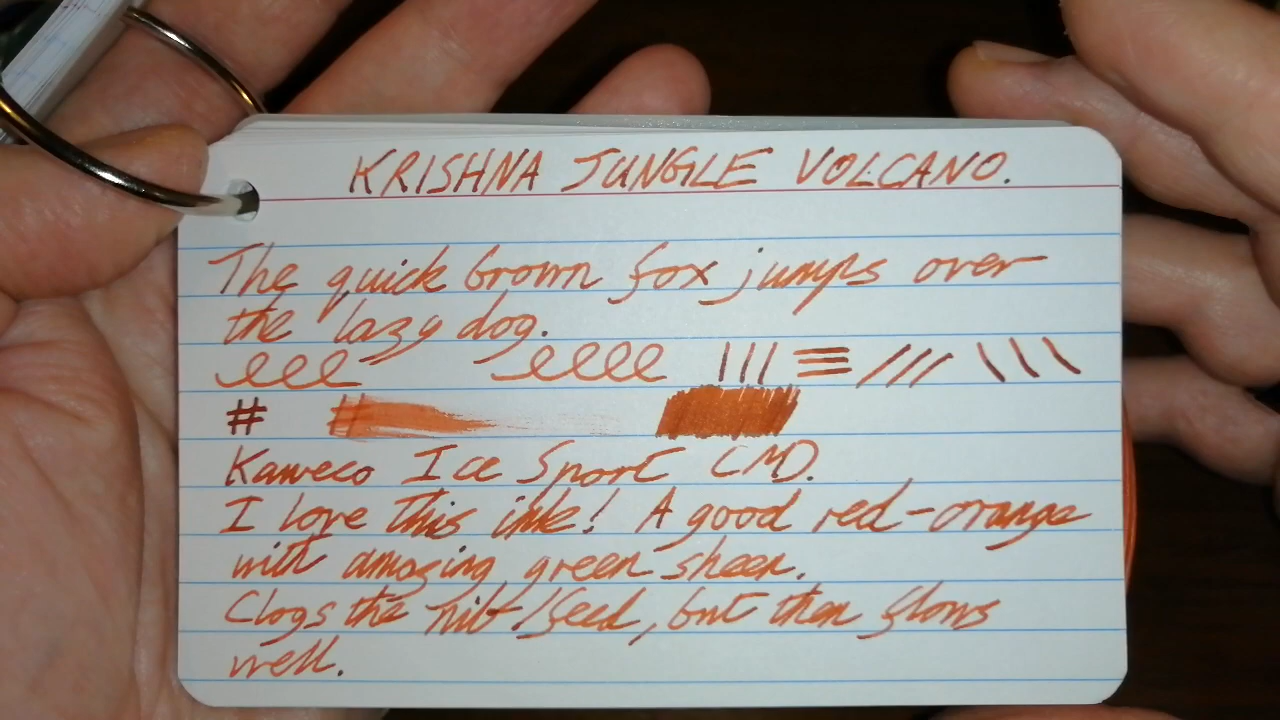 KRISHNA JUNGLE VOLCANO.
The quick brown fox jumps over
the lazy dog.
#
Kaweco Ice Sport (M).
I love this ink! A good red-orange
with amazing green sheen.
Clogs the nib/feed, but then flows
well.